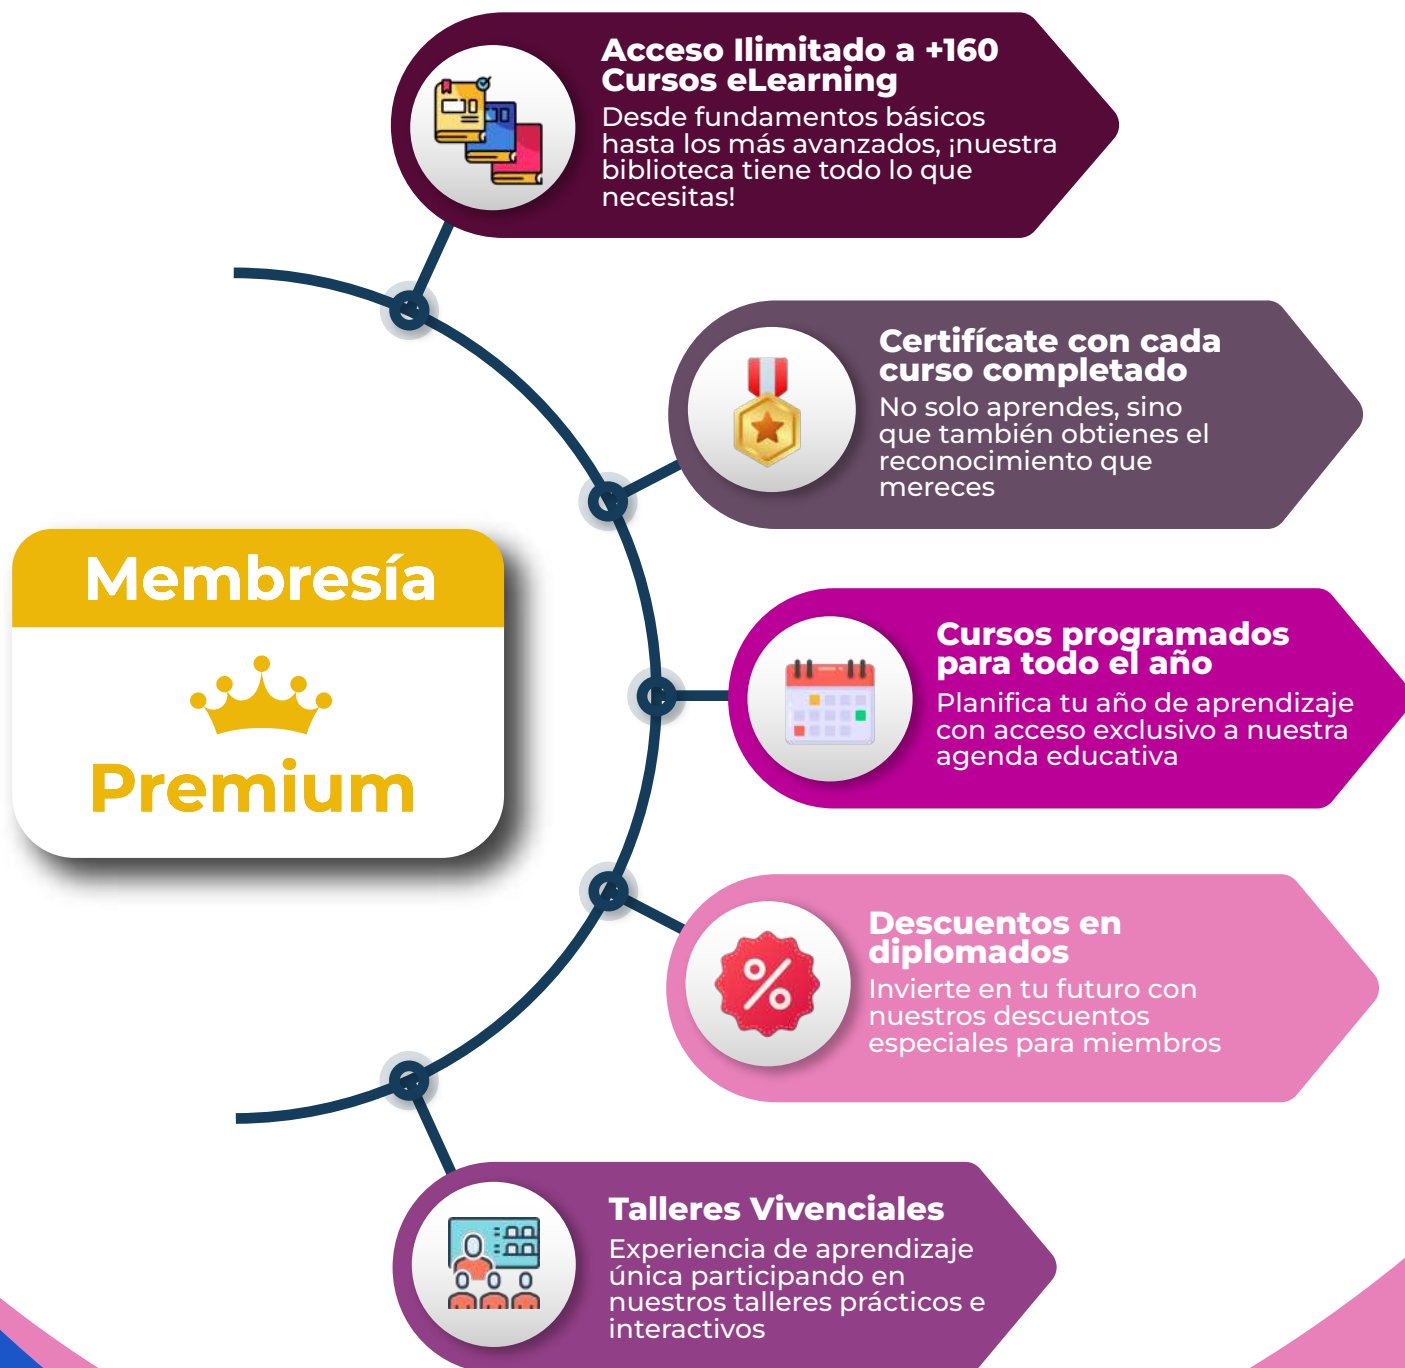 Acceso Ilimitado a +160
Cursos eLearning
Desde fundamentos básicos
hasta los más avanzados, ¡nuestra
biblioteca tiene todo lo que
necesitas!
Certifícate con cada
curso completado
No solo aprendes, sino
que también obtienes el
reconocimiento que
mereces
Membresía
Premium
Cursos programados
para todo el año
Planifica tu año de aprendizaje
con acceso exclusivo a nuestra
agenda educativa
Descuentos en
diplomados
Invierte en tu futuro con
nuestros descuentos
especiales para miembros
Talleres Vivenciales
Experiencia de aprendizaje
única participando en
nuestros talleres prácticos e
interactivos